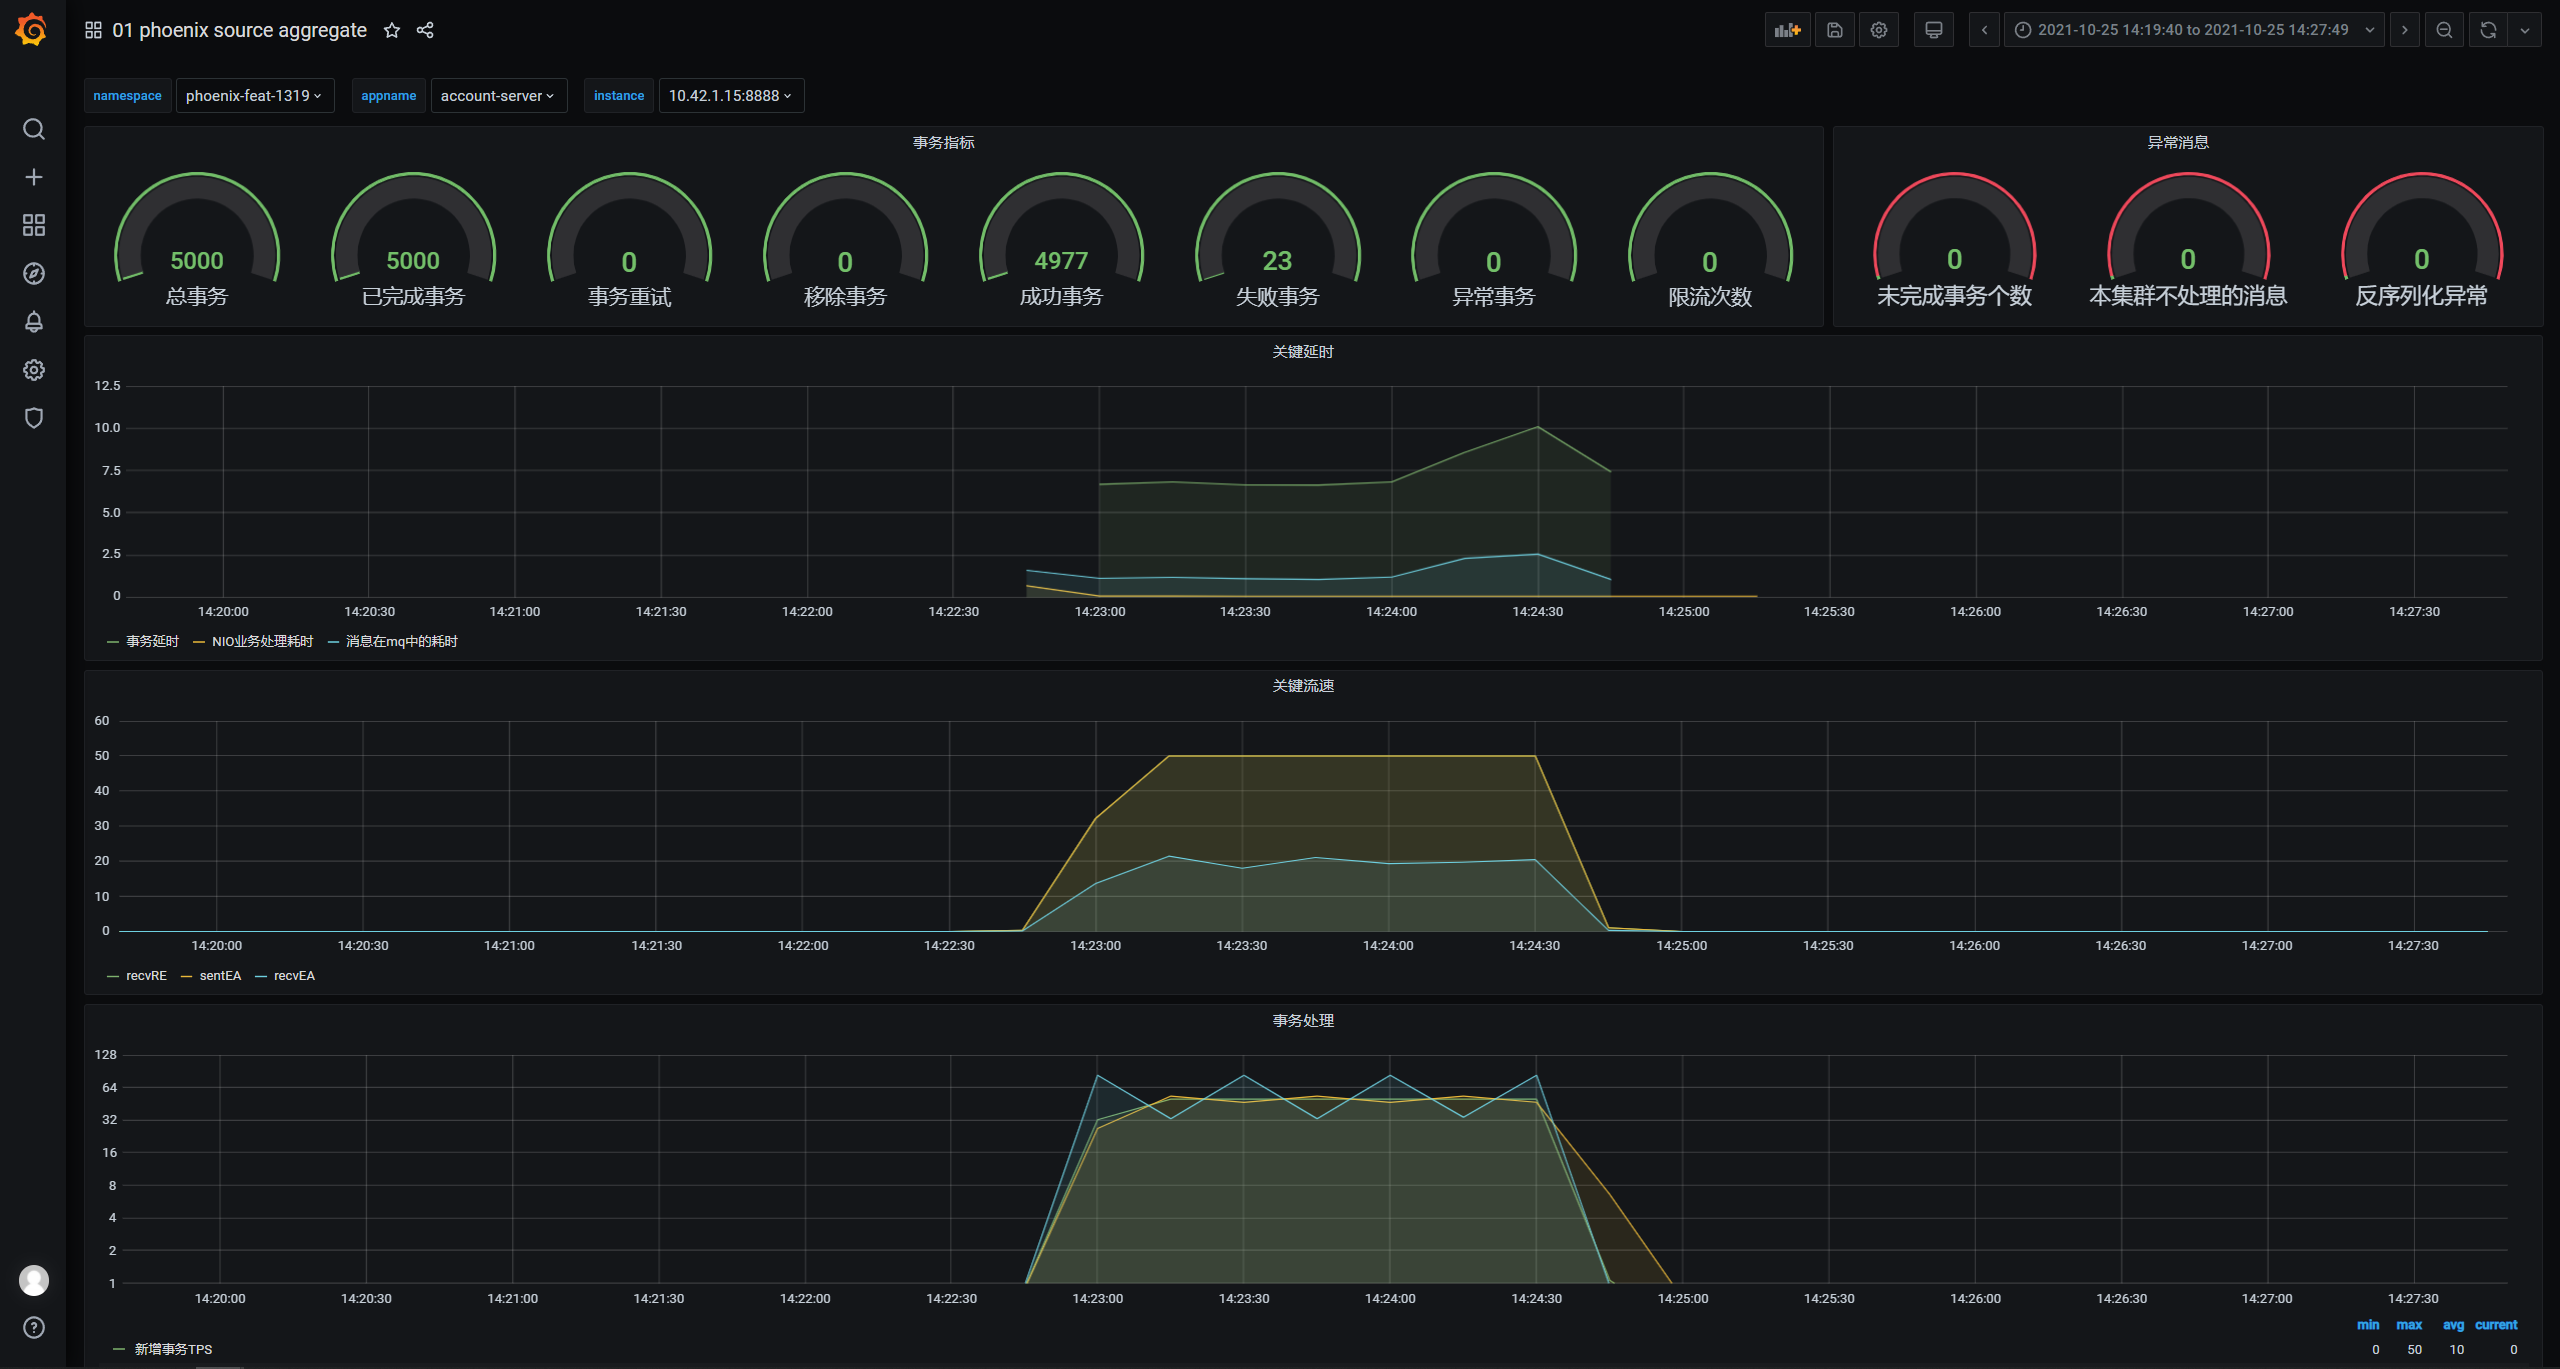 01 phoenix source aggregate
2021-10-25 14:19:40 to 2021-10-25 14:27:49
namespace phoenix-feat-1319 appname account-server instance 10.42.1.15:8888
事务指标
5000 5000 0 0 4977 23 0 0
总事务 已完成事务 事务重试 移除事务 成功事务 失败事务 异常事务 限流次数
异常消息
0 0 0
未完成事务个数 本集群不处理的消息 反序列化异常
关键延时
12.5
10.0
7.5
5.0
2.5
0
14:20:00 14:20:30 14:21:00 14:21:30 14:22:00 14:22:30 14:23:00 14:23:30 14:24:00 14:24:30 14:25:00 14:25:30 14:26:00 14:26:30 14:27:00 14:27:30
事务延时 NIO业务处理耗时 消息在mq中的耗时
关键流速
60
50
40
30
20
10
0
14:20:00 14:20:30 14:21:00 14:21:30 14:22:00 14:22:30 14:23:00 14:23:30 14:24:00 14:24:30 14:25:00 14:25:30 14:26:00 14:26:30 14:27:00 14:27:30
recvRE sentEA recvEA
事务处理
128
64
32
16
8
4
2
1
14:20:00 14:20:30 14:21:00 14:21:30 14:22:00 14:22:30 14:23:00 14:23:30 14:24:00 14:24:30 14:25:00 14:25:30 14:26:00 14:26:30 14:27:00 14:27:30
min max avg current
新增事务TPS 0 50 10 0